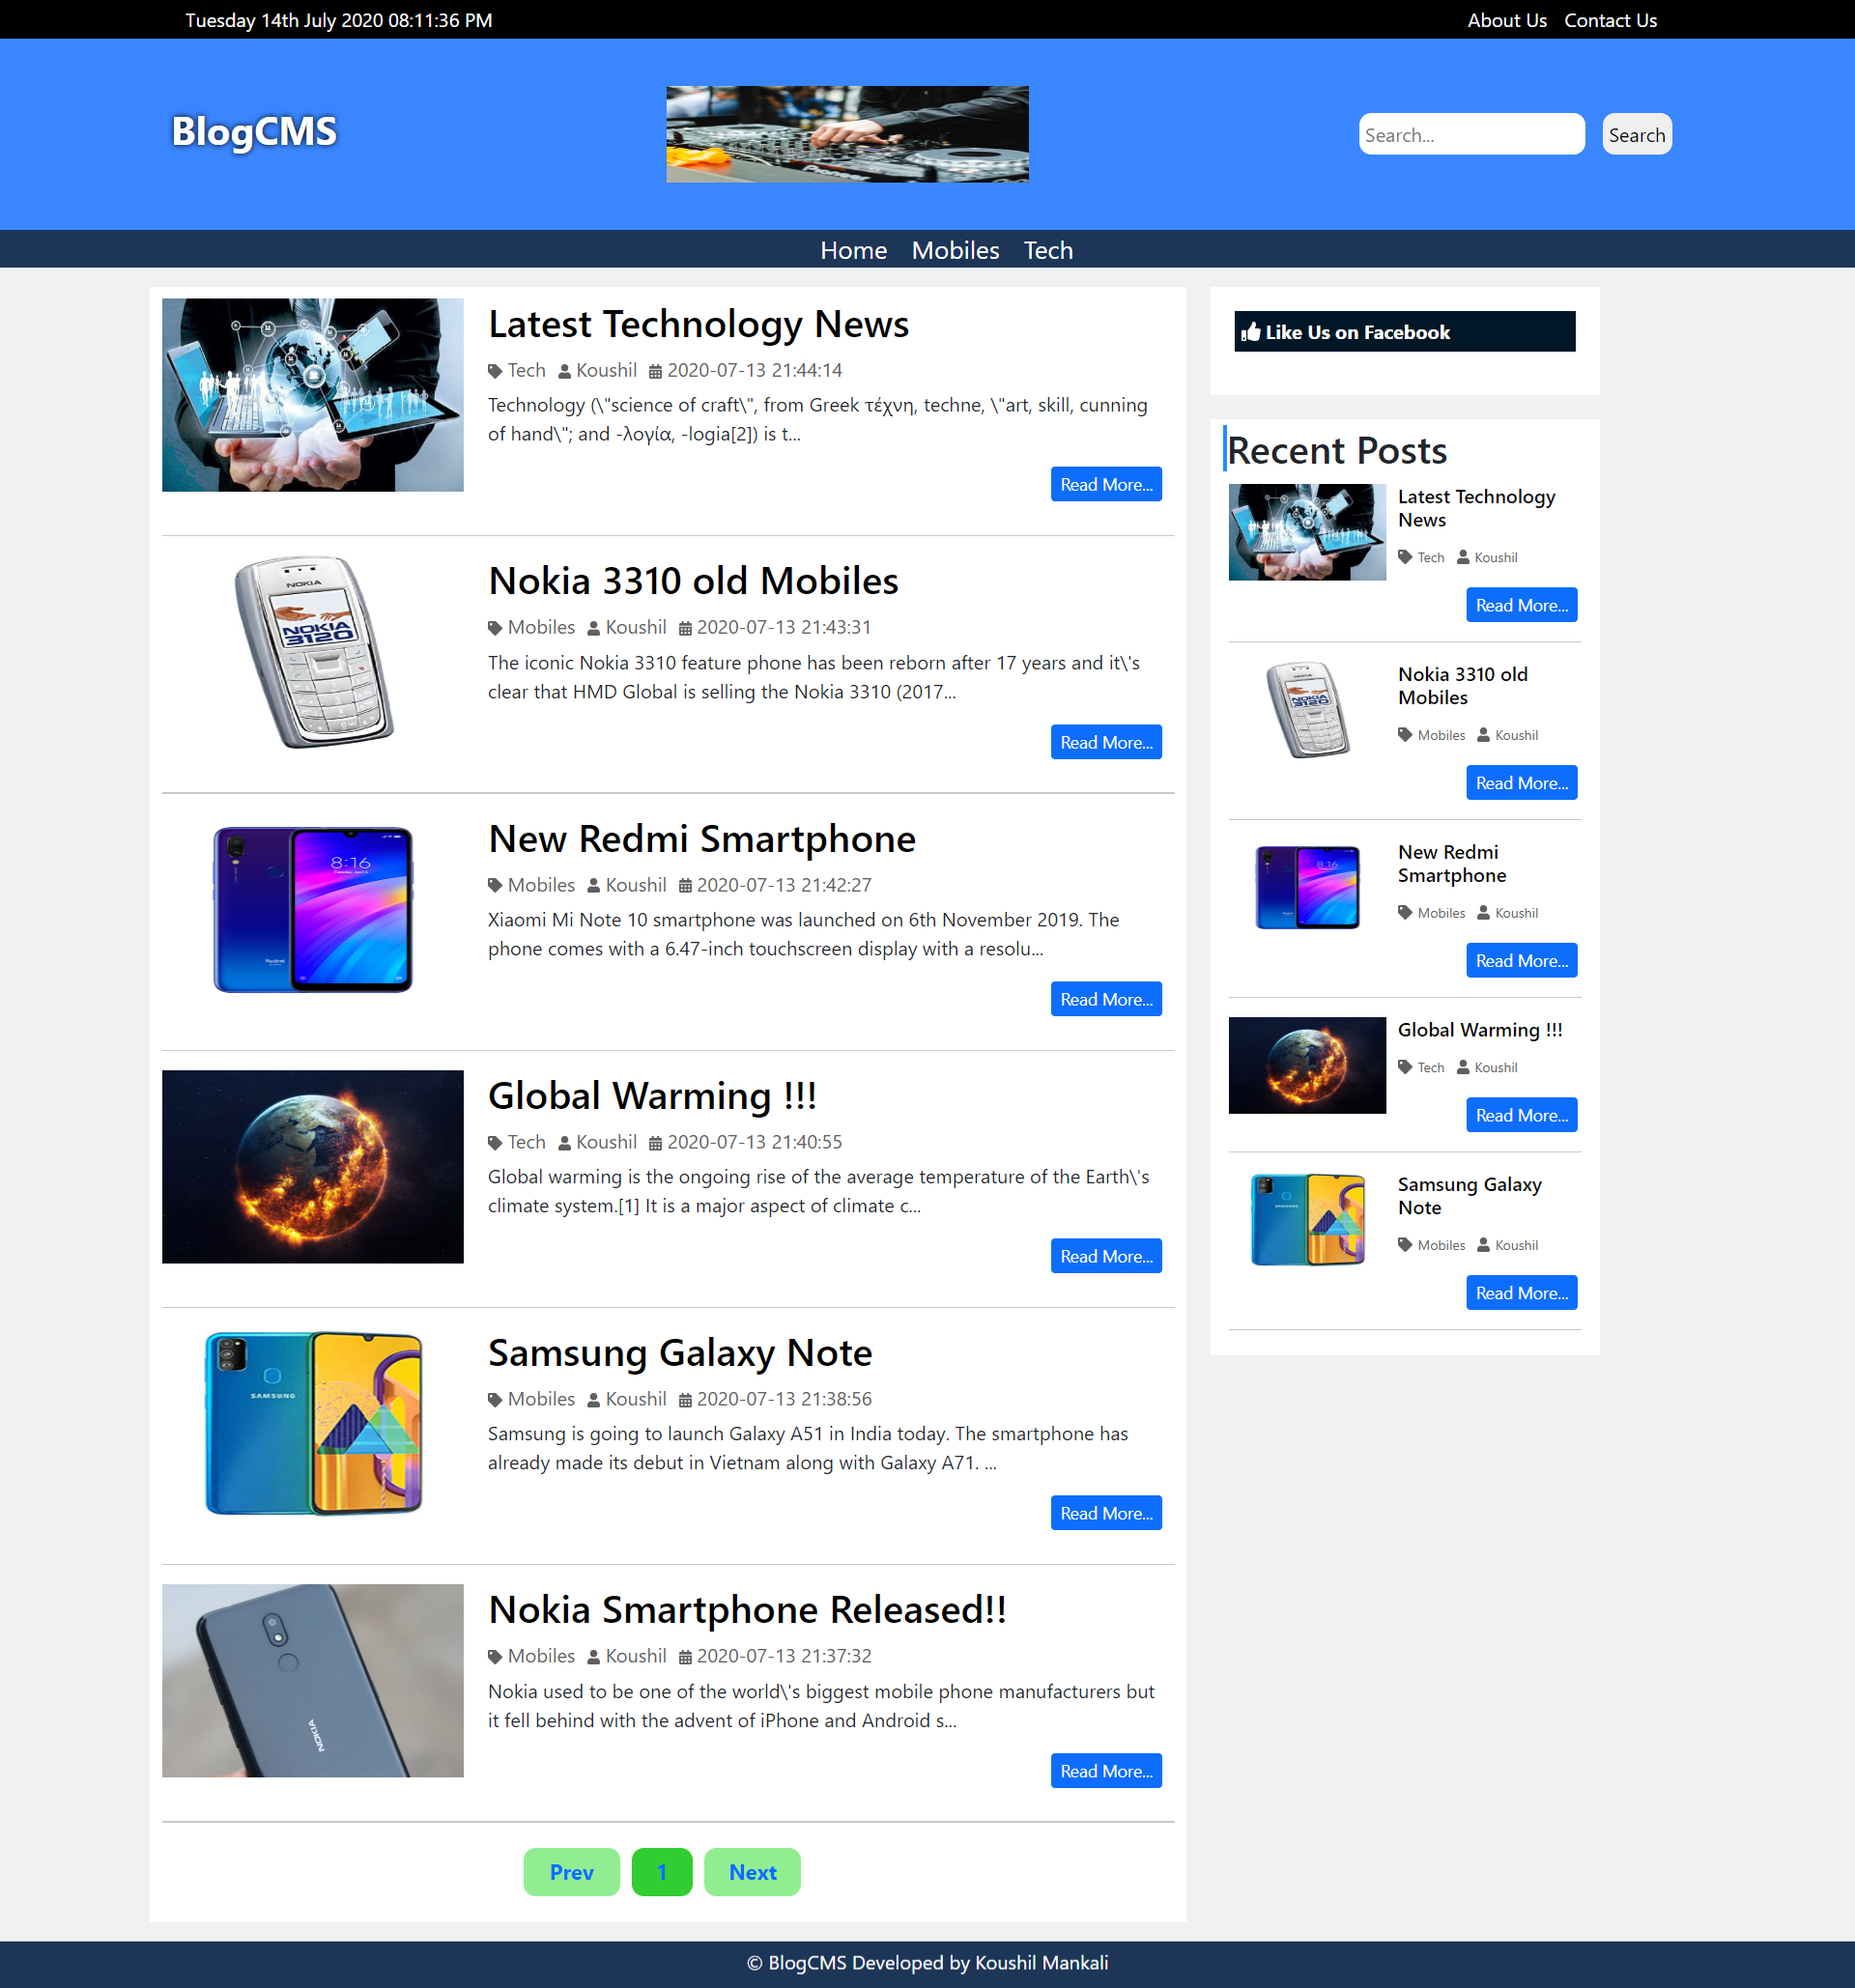 Tuesday 14th July 2020 08:11:36 PM
About Us Contact Us
BlogCMS
Pioneer
Search...
Search
Home Mobiles Tech
Latest Technology News
Tech Koushil 2020-07-13 21:44:14
Technology (\"science of craft\", from Greek τέχνη, techne, \"art, skill, cunning
of hand\"; and -λογία, -logia[2]) is t...
Read More...
NOKIA
NOKIA
3120
Nokia 3310 old Mobiles
Mobiles Koushil 2020-07-13 21:43:31
The iconic Nokia 3310 feature phone has been reborn after 17 years and it\'s
clear that HMD Global is selling the Nokia 3310 (2017...
Read More...
8:16
Redmi
New Redmi Smartphone
Mobiles Koushil 2020-07-13 21:42:27
Xiaomi Mi Note 10 smartphone was launched on 6th November 2019. The
phone comes with a 6.47-inch touchscreen display with a resolu...
Read More...
Global Warming !!!
Tech Koushil 2020-07-13 21:40:55
Global warming is the ongoing rise of the average temperature of the Earth\'s
climate system.[1] It is a major aspect of climate c...
Read More...
SAMSUNG
Samsung Galaxy Note
Mobiles Koushil 2020-07-13 21:38:56
Samsung is going to launch Galaxy A51 in India today. The smartphone has
already made its debut in Vietnam along with Galaxy A71. ...
Read More...
NOKIA
Nokia Smartphone Released!!
Mobiles Koushil 2020-07-13 21:37:32
Nokia used to be one of the world\'s biggest mobile phone manufacturers but
it fell behind with the advent of iPhone and Android s...
Read More...
Prev 1 Next
Like Us on Facebook
Recent Posts
Latest Technology
News
Tech Koushil
Read More...
NOKIA
3120
Nokia 3310 old
Mobiles
Mobiles Koushil
Read More...
8:16
New Redmi
Smartphone
Mobiles Koushil
Read More...
Global Warming !!!
Tech Koushil
Read More...
SAMSUNG
Samsung Galaxy
Note
Mobiles Koushil
Read More...
© BlogCMS Developed by Koushil Mankali